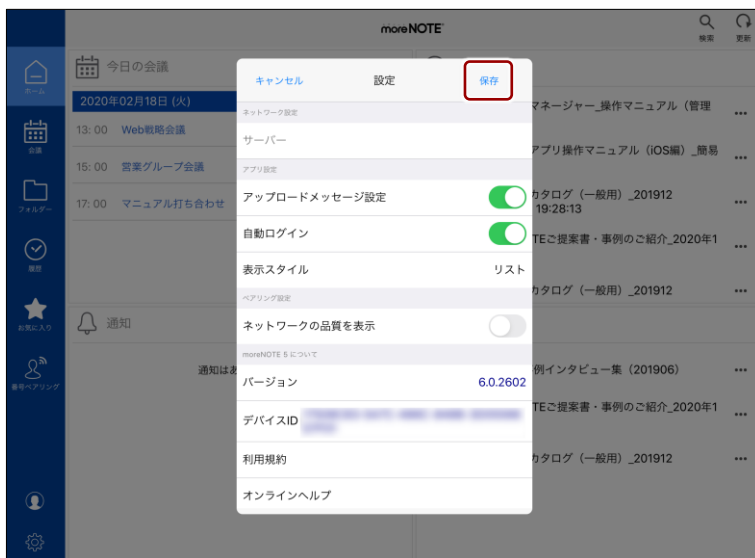 moreNOTE
検索
更新
ホーム
会議
フォルダー
履歴
お気に入り
番号ペアリング
今日の会議
2020年02月18日 (火)
13:00 Web戦略会議
15:00 営業グループ会議
17:00 マニュアル打ち合わせ
通知
通知はあ
キャンセル
設定
保存
ネットワーク設定
サーバー
アプリ設定
アップロードメッセージ設定
自動ログイン
表示スタイル リスト
ペアリング設定
ネットワークの品質を表示
moreNOTE 5 について
バージョン 6.0.2602
デバイスID
利用規約
オンラインヘルプ
マネージャー_操作マニュアル（管理
アプリ操作マニュアル（iOS編）_簡易
カタログ（一般用）_201912
19:28:13
TEご提案書・事例のご紹介_2020年1
カタログ（一般用）_201912
例インタビュー集（201906）
TEご提案書・事例のご紹介_2020年1
カタログ（一般用）_201912